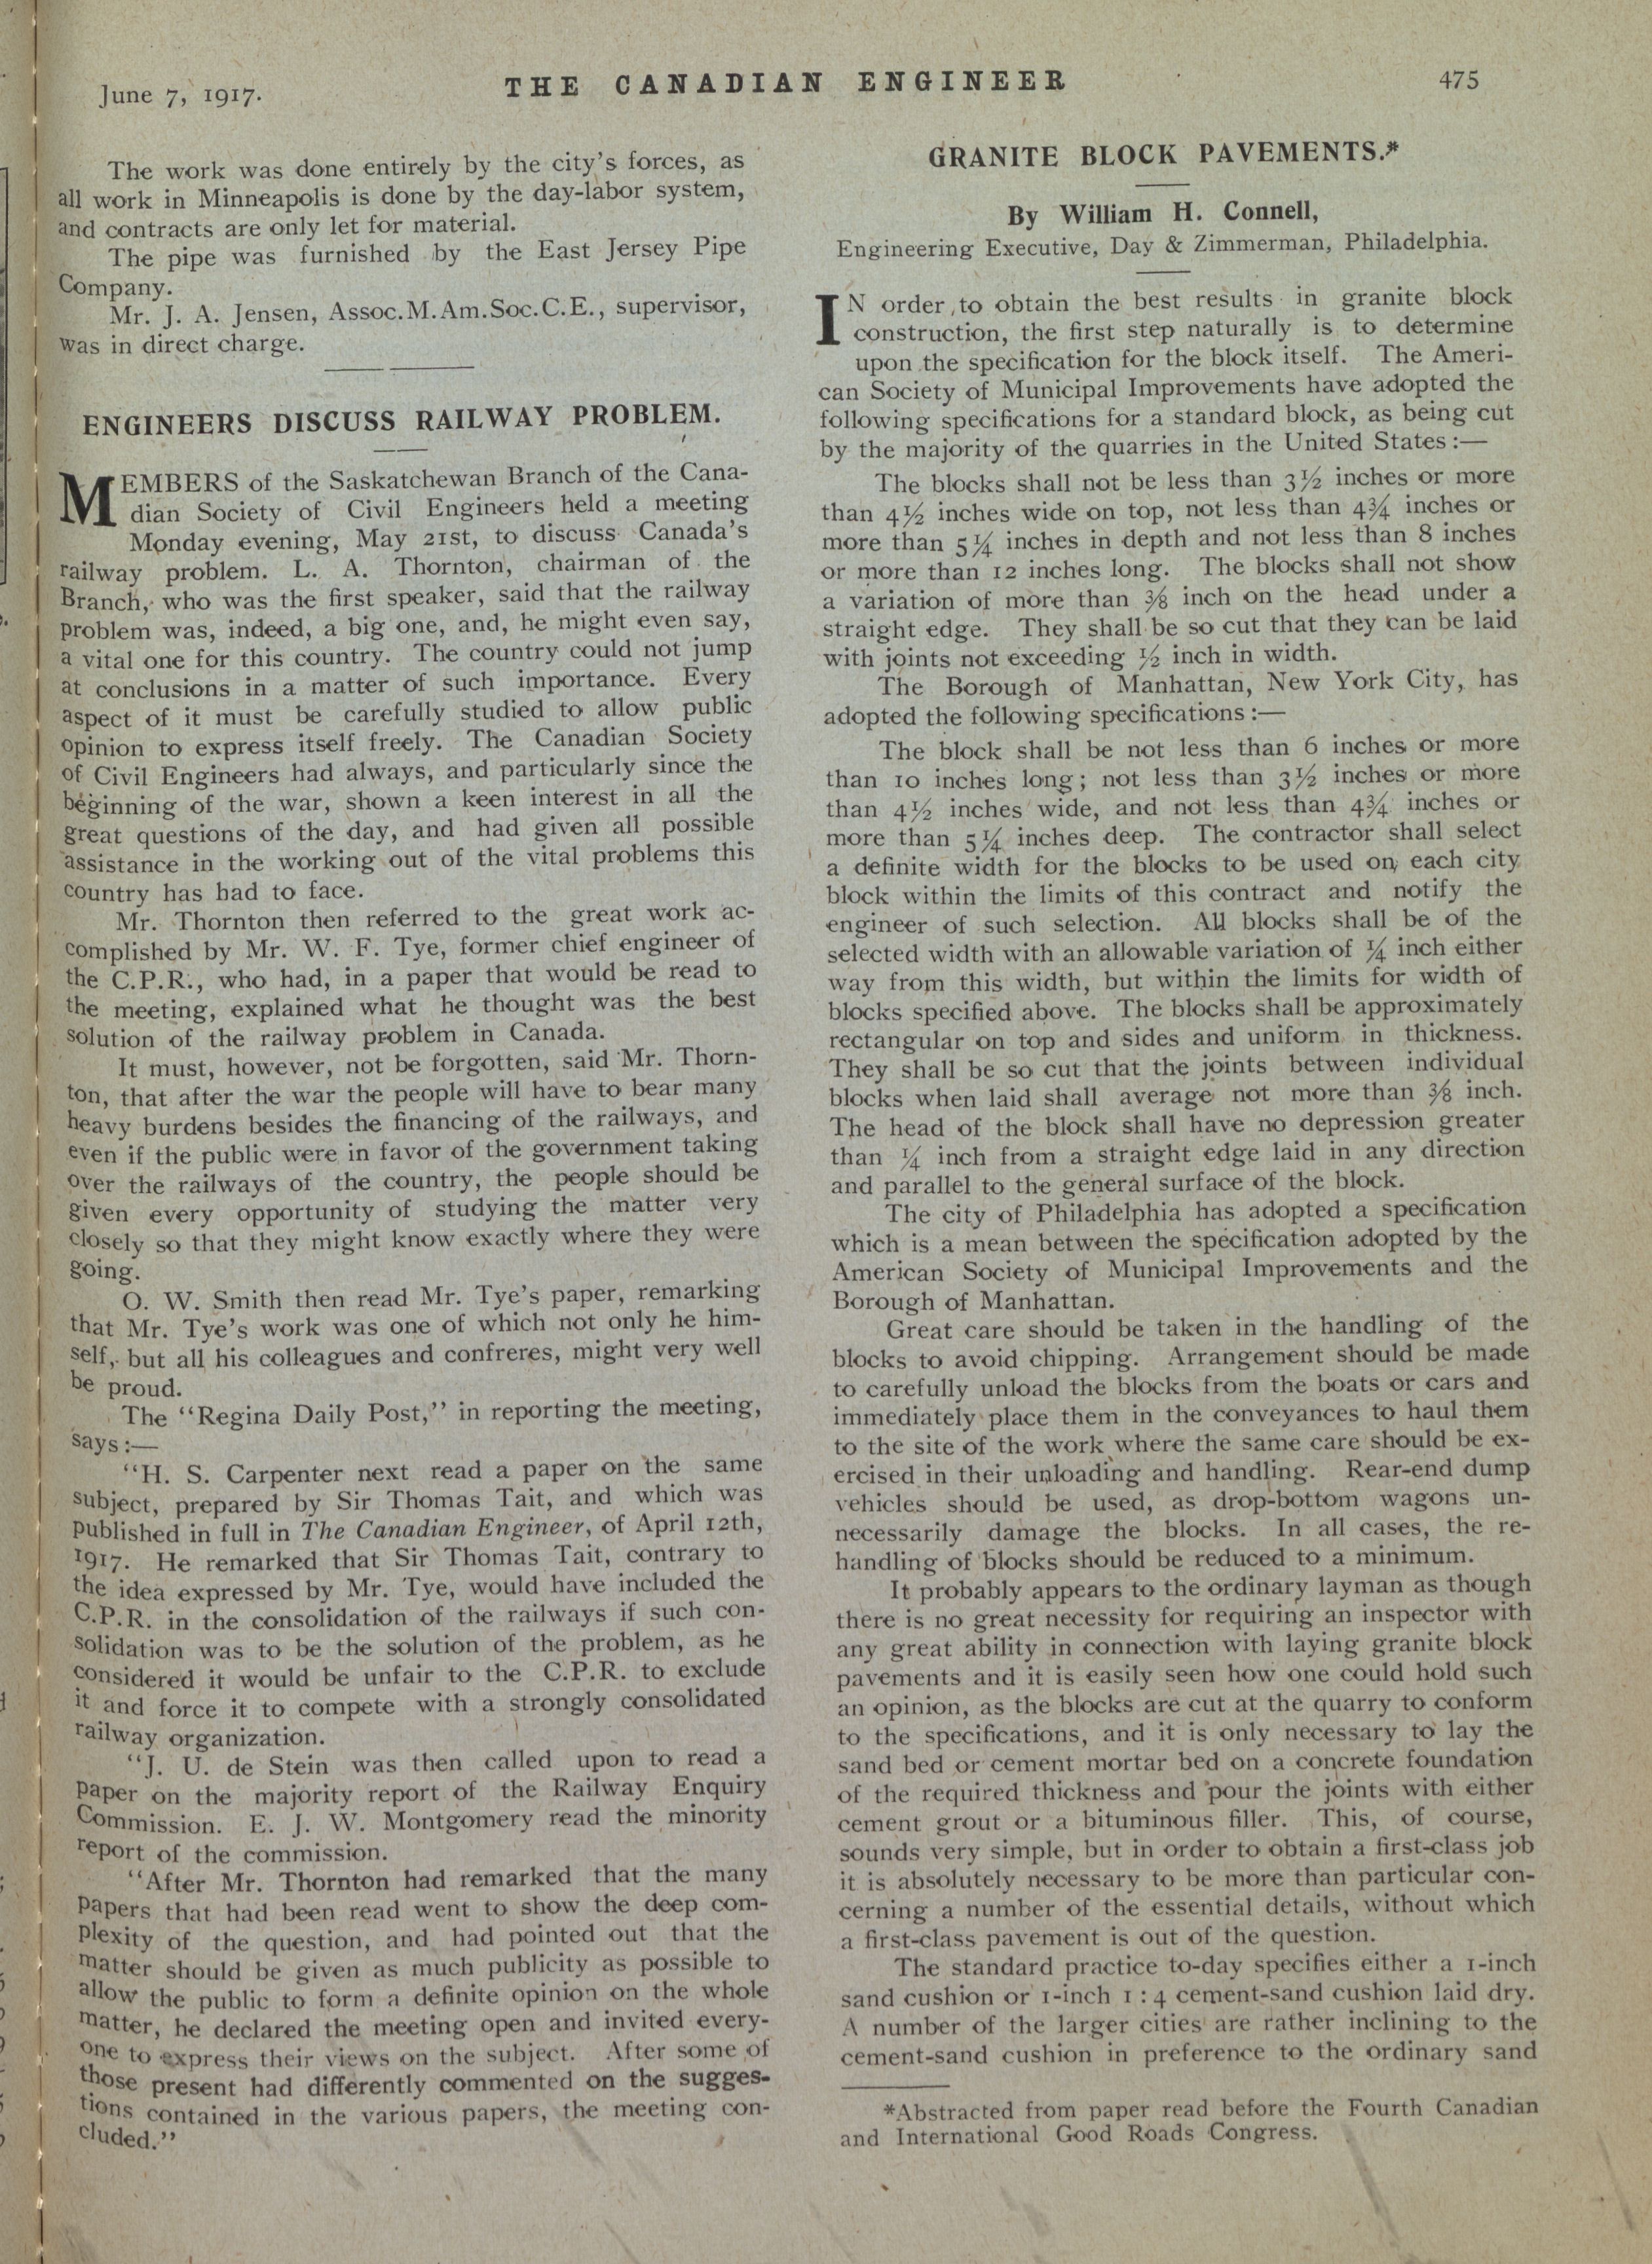 June 7, 1917.
THE CANADIAN ENGINEER
475
The work was done entirely by the city's forces, as
all work in Minneapolis is done by the day-labor system,
and contracts are only let for material.
The pipe was furnished by the East Jersey Pipe
Company.
Mr. J. A. Jensen, Assoc.M.Am.Soc.C.E., supervisor,
was in direct charge.
ENGINEERS DISCUSS RAILWAY PROBLEM.
MEMBERS of the Saskatchewan Branch of the Cana-
dian Society of Civil Engineers held a meeting
Monday evening, May 21st, to discuss Canada's
railway problem. L. A. Thornton, chairman of the
Branch, who was the first speaker, said that the railway
problem was, indeed, a big one, and, he might even say,
a vital one for this country. The country could not jump
at conclusions in a matter of such importance. Every
aspect of it must be carefully studied to allow public
opinion to express itself freely. The Canadian Society
of Civil Engineers had always, and particularly since the
beginning of the war, shown a keen interest in all the
great questions of the day, and had given all possible
assistance in the working out of the vital problems this
country has had to face.
Mr. Thornton then referred to the great work ac-
complished by Mr. W. F. Tye, former chief engineer of
the C.P.R., who had, in a paper that would be read to
the meeting, explained what he thought was the best
solution of the railway problem in Canada.
It must, however, not be forgotten, said Mr. Thorn-
ton, that after the war the people will have to bear many
heavy burdens besides the financing of the railways, and
even if the public were in favor of the government taking
over the railways of the country, the people should be
given every opportunity of studying the matter very
closely so that they might know exactly where they were
going.
O. W. Smith then read Mr. Tye's paper, remarking
that Mr. Tye's work was one of which not only he him-
self, but all his colleagues and confreres, might very well
be proud.
The "Regina Daily Post," in reporting the meeting,
says:—
"H. S. Carpenter next read a paper on the same
subject, prepared by Sir Thomas Tait, and which was
published in full in The Canadian Engineer, of April 12th,
1917. He remarked that Sir Thomas Tait, contrary to
the idea expressed by Mr. Tye, would have included the
C.P.R. in the consolidation of the railways if such con-
solidation was to be the solution of the problem, as he
considered it would be unfair to the C.P.R. to exclude
it and force it to compete with a strongly consolidated
railway organization.
"J. U. de Stein was then called upon to read a
paper on the majority report of the Railway Enquiry
Commission. E. J. W. Montgomery read the minority
report of the commission.
"After Mr. Thornton had remarked that the many
papers that had been read went to show the deep com-
plexity of the question, and had pointed out that the
matter should be given as much publicity as possible to
allow the public to form a definite opinion on the whole
matter, he declared the meeting open and invited every-
one to express their views on the subject. After some of
those present had differently commented on the sugges-
tions contained in the various papers, the meeting con-
cluded."
GRANITE BLOCK PAVEMENTS.*
By William H. Connell,
Engineering Executive, Day & Zimmerman, Philadelphia.
IN order to obtain the best results in granite block
construction, the first step naturally is to determine
upon the specification for the block itself. The Ameri-
can Society of Municipal Improvements have adopted the
following specifications for a standard block, as being cut
by the majority of the quarries in the United States:—
The blocks shall not be less than 3½ inches or more
than 4½ inches wide on top, not less than 4¾ inches or
more than 5¼ inches in depth and not less than 8 inches
or more than 12 inches long. The blocks shall not show
a variation of more than ⅜ inch on the head under a
straight edge. They shall be so cut that they can be laid
with joints not exceeding ½ inch in width.
The Borough of Manhattan, New York City, has
adopted the following specifications:—
The block shall be not less than 6 inches or more
than 10 inches long; not less than 3½ inches or more
than 4½ inches wide, and not less than 4¾ inches or
more than 5¼ inches deep. The contractor shall select
a definite width for the blocks to be used on each city
block within the limits of this contract and notify the
engineer of such selection. All blocks shall be of the
selected width with an allowable variation of ¼ inch either
way from this width, but within the limits for width of
blocks specified above. The blocks shall be approximately
rectangular on top and sides and uniform in thickness.
They shall be so cut that the joints between individual
blocks when laid shall average not more than ⅜ inch.
The head of the block shall have no depression greater
than ¼ inch from a straight edge laid in any direction
and parallel to the general surface of the block.
The city of Philadelphia has adopted a specification
which is a mean between the specification adopted by the
American Society of Municipal Improvements and the
Borough of Manhattan.
Great care should be taken in the handling of the
blocks to avoid chipping. Arrangement should be made
to carefully unload the blocks from the boats or cars and
immediately place them in the conveyances to haul them
to the site of the work where the same care should be ex-
ercised in their unloading and handling. Rear-end dump
vehicles should be used, as drop-bottom wagons un-
necessarily damage the blocks. In all cases, the re-
handling of blocks should be reduced to a minimum.
It probably appears to the ordinary layman as though
there is no great necessity for requiring an inspector with
any great ability in connection with laying granite block
pavements and it is easily seen how one could hold such
an opinion, as the blocks are cut at the quarry to conform
to the specifications, and it is only necessary to lay the
sand bed or cement mortar bed on a concrete foundation
of the required thickness and pour the joints with either
cement grout or a bituminous filler. This, of course,
sounds very simple, but in order to obtain a first-class job
it is absolutely necessary to be more than particular con-
cerning a number of the essential details, without which
a first-class pavement is out of the question.
The standard practice to-day specifies either a 1-inch
sand cushion or 1-inch 1:4 cement-sand cushion laid dry.
A number of the larger cities are rather inclining to the
cement-sand cushion in preference to the ordinary sand
*Abstracted from paper read before the Fourth Canadian
and International Good Roads Congress.